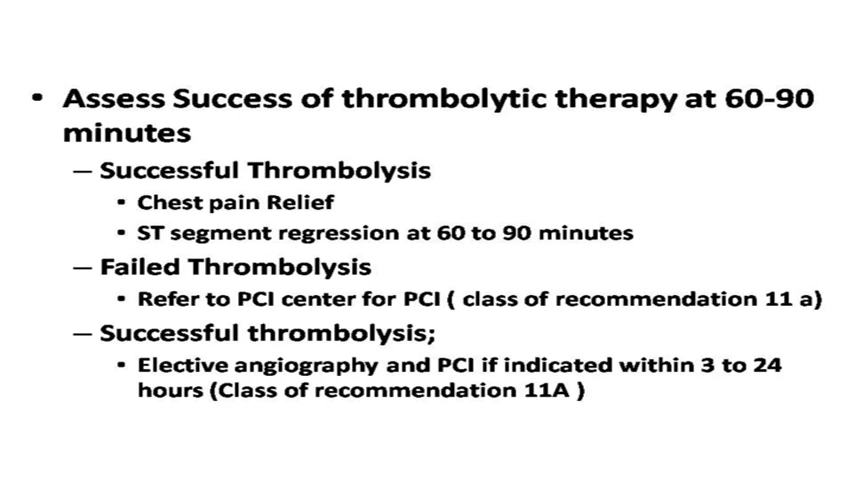 • Assess Success of thrombolytic therapy at 60-90
minutes
– Successful Thrombolysis
• Chest pain Relief
• ST segment regression at 60 to 90 minutes
– Failed Thrombolysis
• Refer to PCI center for PCI ( class of recommendation 11 a)
– Successful thrombolysis;
• Elective angiography and PCI if indicated within 3 to 24
hours (Class of recommendation 11A )